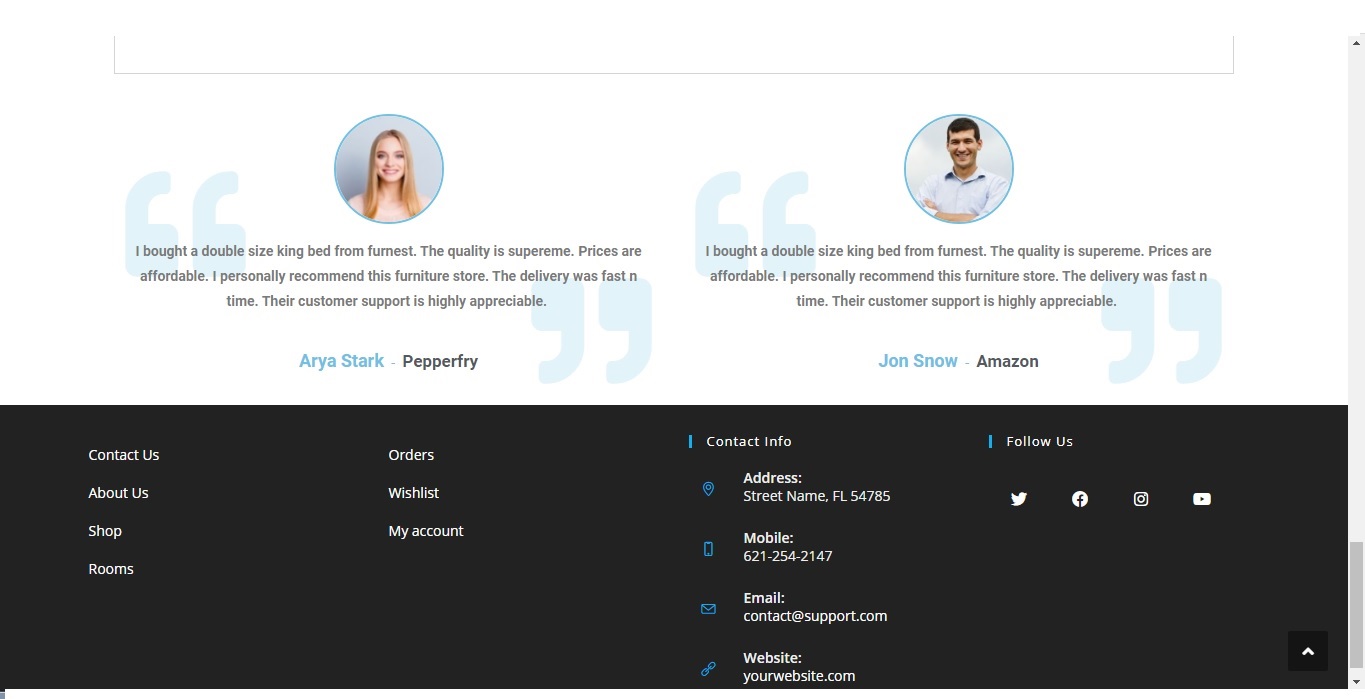 I bought a double size king bed from furnest. The quality is supereme. Prices are
affordable. I personally recommend this furniture store. The delivery was fast n
time. Their customer support is highly appreciable.
Arya Stark - Pepperfry
I bought a double size king bed from furnest. The quality is supereme. Prices are
affordable. I personally recommend this furniture store. The delivery was fast n
time. Their customer support is highly appreciable.
Jon Snow - Amazon
Contact Us
About Us
Shop
Rooms
Orders
Wishlist
My account
Contact Info
Address:
Street Name, FL 54785
Mobile:
621-254-2147
Email:
contact@support.com
Website:
yourwebsite.com
Follow Us